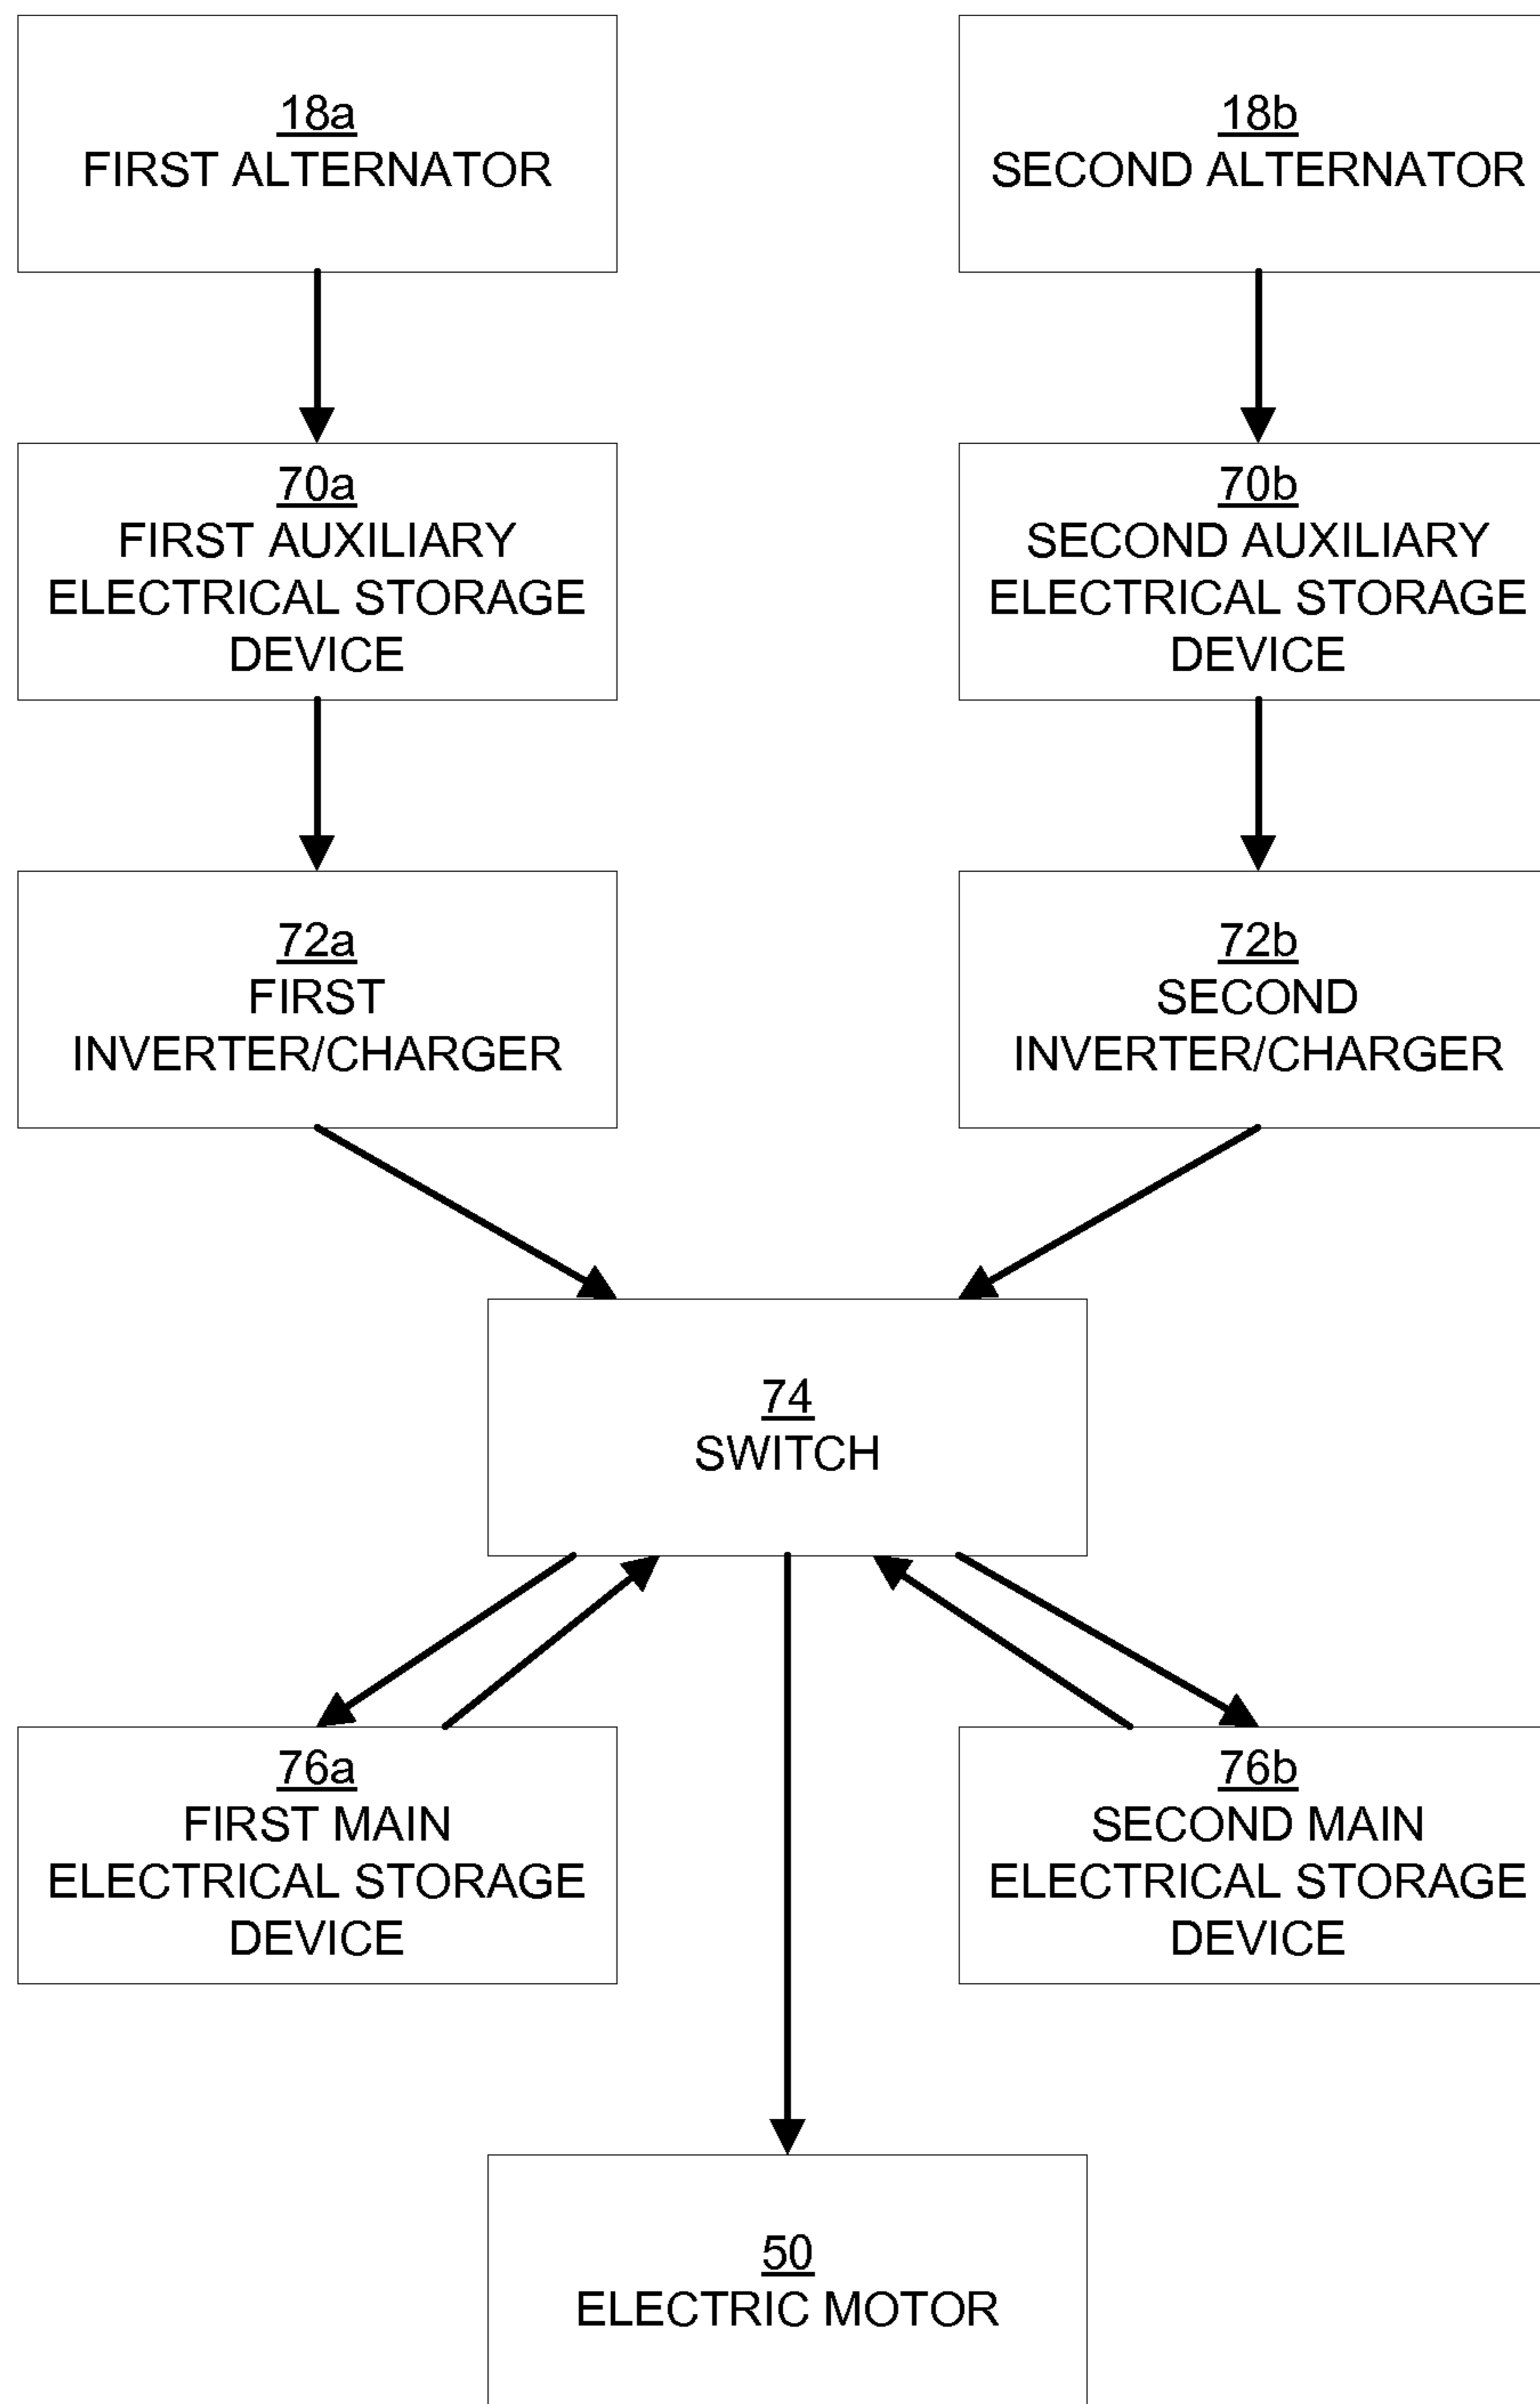 18a
FIRST ALTERNATOR
18b
SECOND ALTERNATOR
70a
FIRST AUXILIARY
ELECTRICAL STORAGE
DEVICE
70b
SECOND AUXILIARY
ELECTRICAL STORAGE
DEVICE
72a
FIRST
INVERTER/CHARGER
72b
SECOND
INVERTER/CHARGER
74
SWITCH
76a
FIRST MAIN
ELECTRICAL STORAGE
DEVICE
76b
SECOND MAIN
ELECTRICAL STORAGE
DEVICE
50
ELECTRIC MOTOR